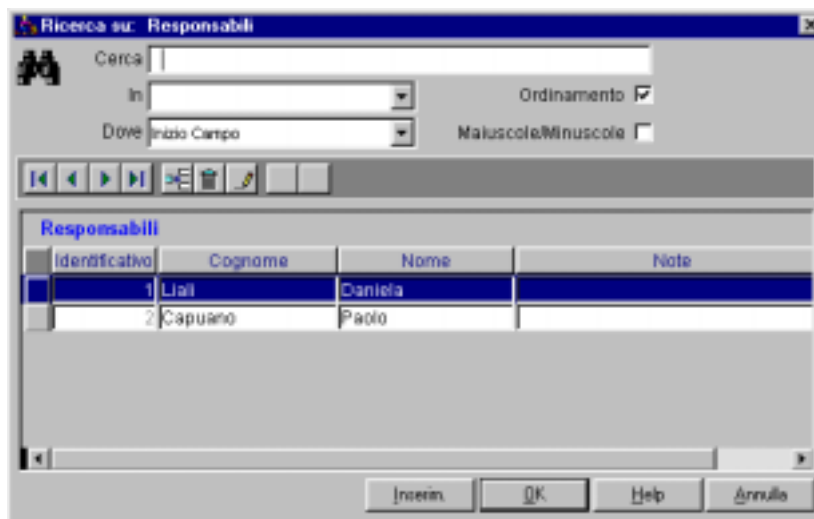 Ricerca su: Responsabili
Cerca
In
Ordinamento
Dove Inizio Campo
Maiuscole/Minuscole
Responsabili
Identificativo Cognome Nome Note
1 Liali Daniela
2 Capuano Paolo
Inserim. OK Help Annulla